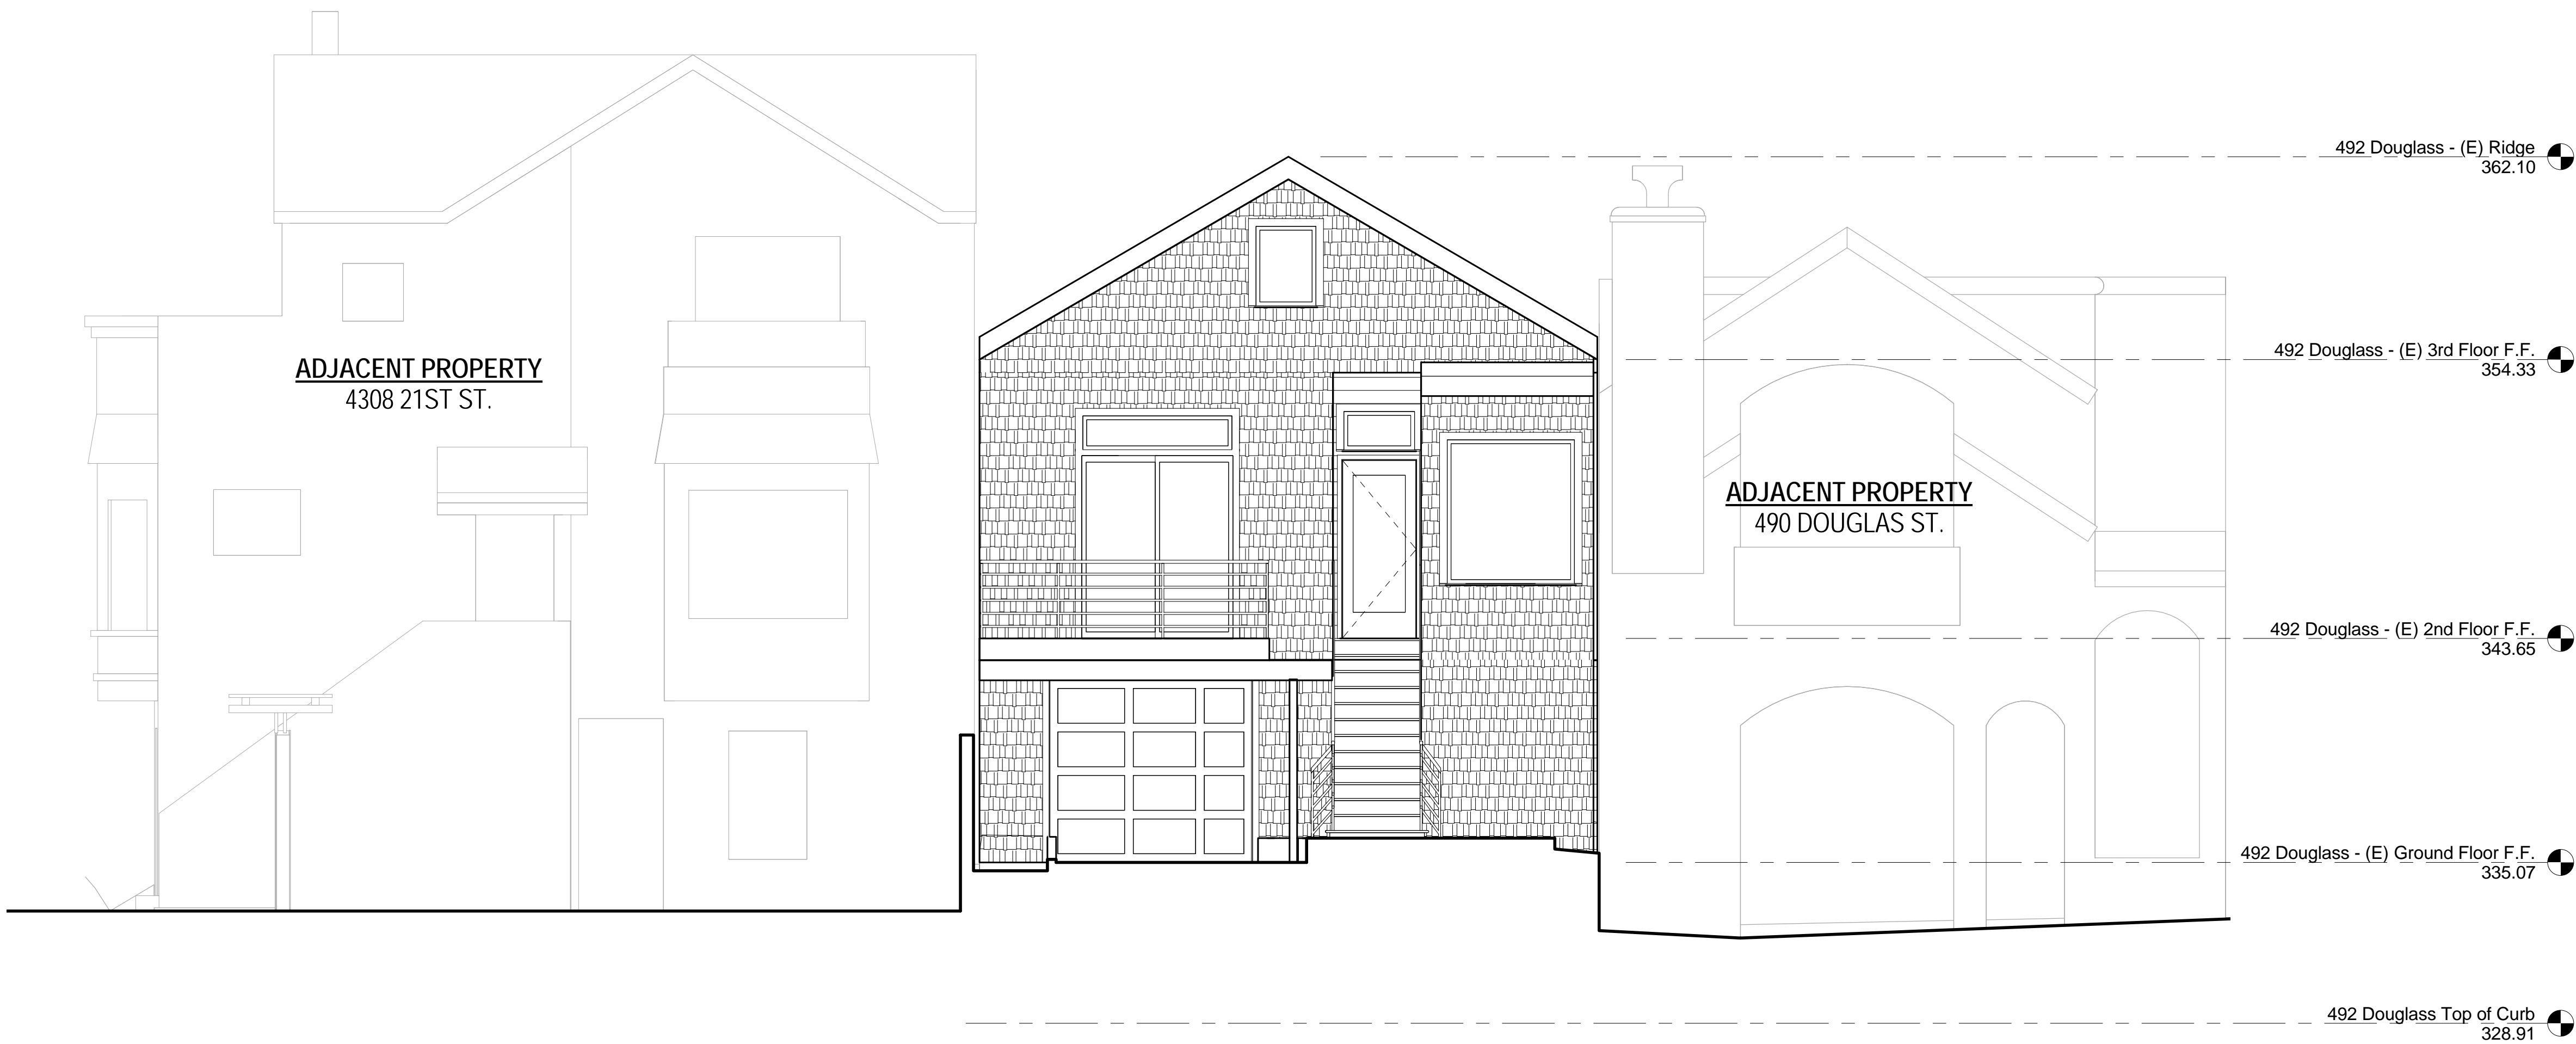 492 Douglass - (E) Ridge
362.10
492 Douglass - (E) 3rd Floor F.F.
354.33
ADJACENT PROPERTY
4308 21ST ST.
ADJACENT PROPERTY
490 DOUGLAS ST.
492 Douglass - (E) 2nd Floor F.F.
343.65
492 Douglass - (E) Ground Floor F.F.
335.07
492 Douglass Top of Curb
328.91